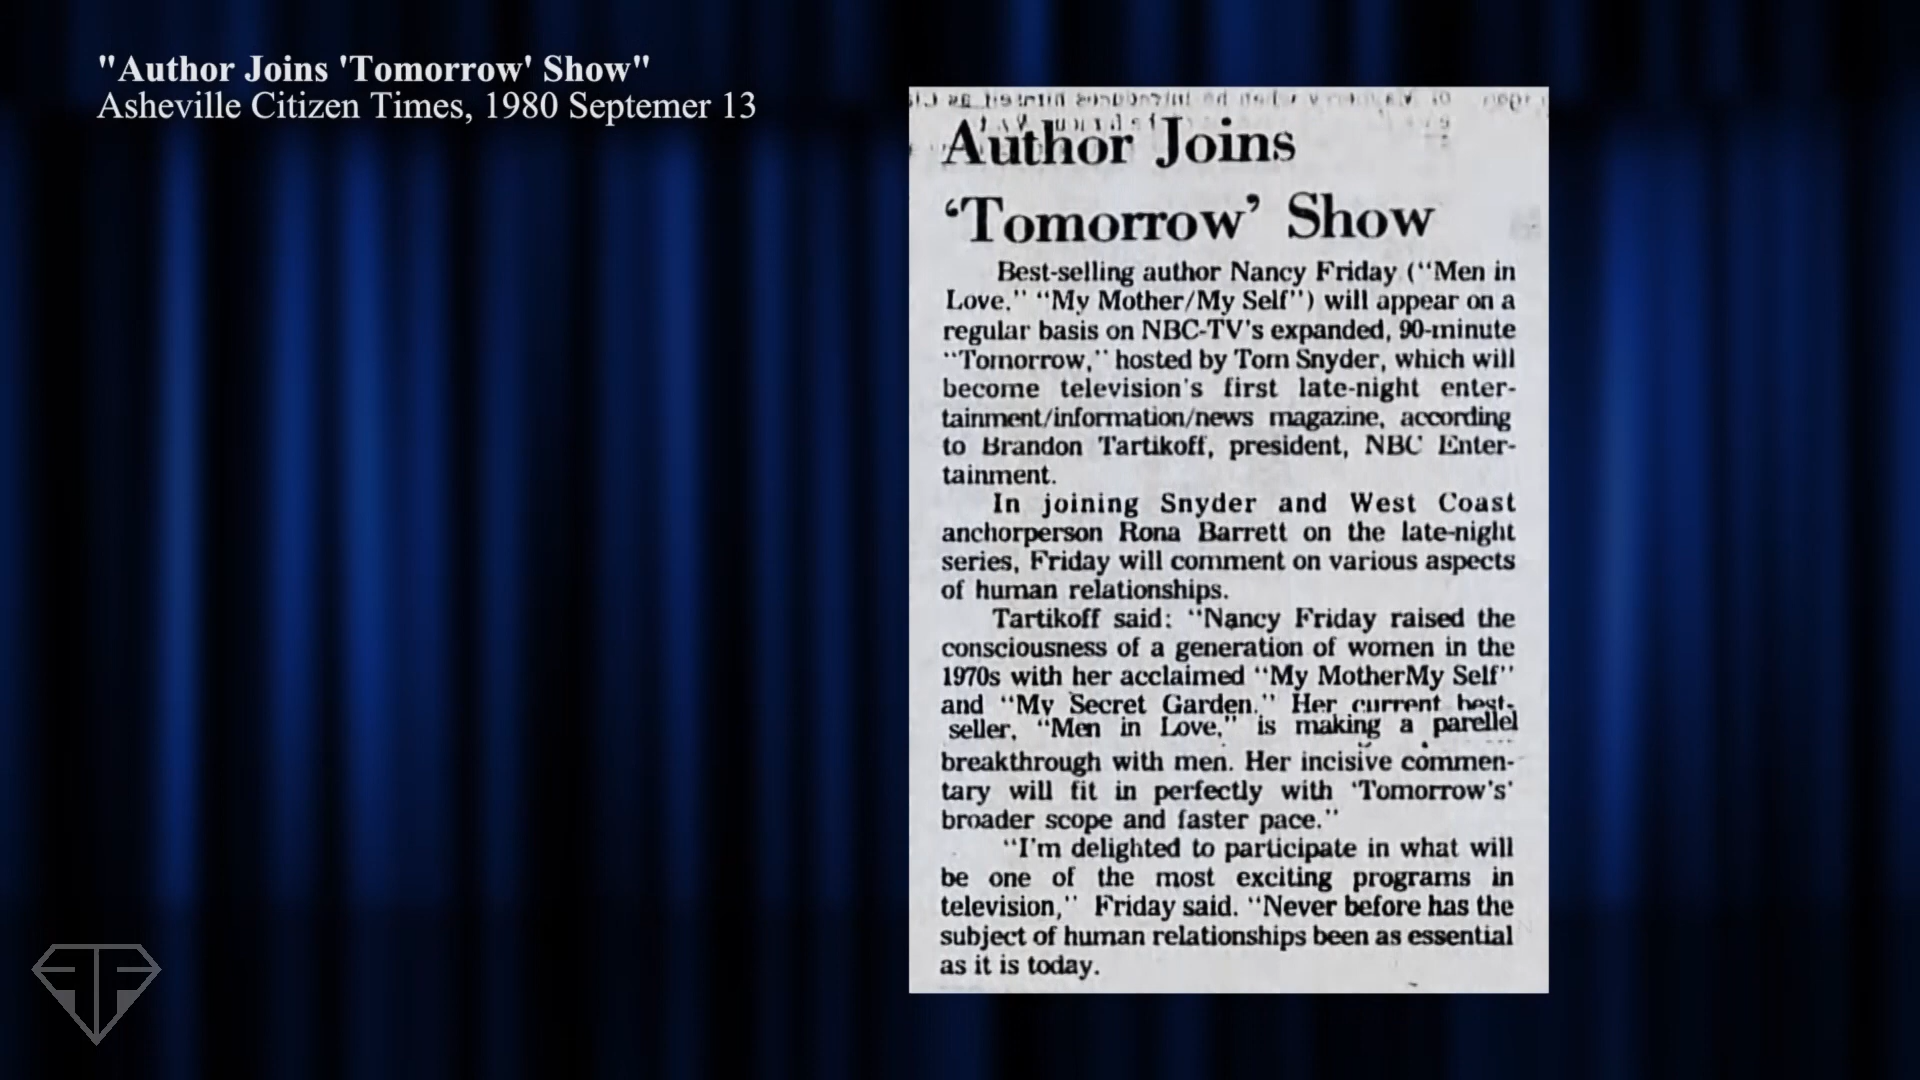 "Author Joins 'Tomorrow' Show"
Asheville Citizen Times, 1980 Septemer 13
Author Joins
‘Tomorrow’ Show
Best-selling author Nancy Friday (“Men in
Love.” “My Mother/My Self”) will appear on a
regular basis on NBC-TV's expanded, 90-minute
“Tomorrow,” hosted by Tom Snyder, which will
become television's first late-night enter-
tainment/information/news magazine, according
to Brandon Tartikoff, president, NBC Enter-
tainment.
In joining Snyder and West Coast
anchorperson Rona Barrett on the late-night
series, Friday will comment on various aspects
of human relationships.
Tartikoff said: “Nancy Friday raised the
consciousness of a generation of women in the
1970s with her acclaimed “My MotherMy Self”
and “My Secret Garden.” Her current best-
seller, “Men in Love,” is making a parellel
breakthrough with men. Her incisive commen-
tary will fit in perfectly with ‘Tomorrow's’
broader scope and faster pace.”
“I'm delighted to participate in what will
be one of the most exciting programs in
television,” Friday said. “Never before has the
subject of human relationships been as essential
as it is today.